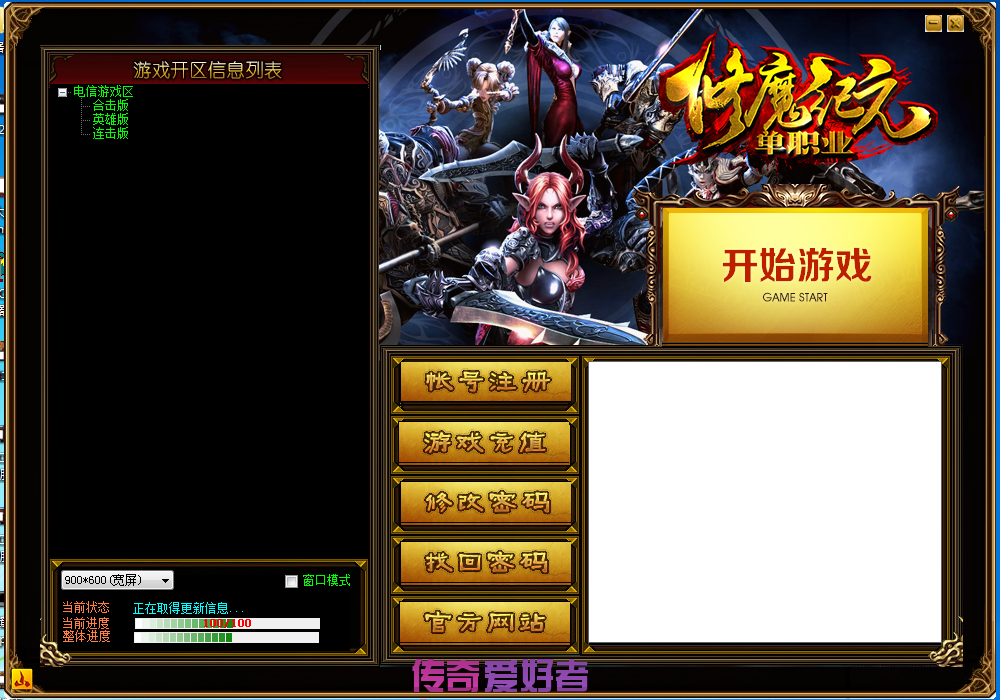 游戏开区信息列表
电信游戏区
合击版
英雄版
连击版
修魔纪元
单职业
开始游戏
GAME START
帐号注册
游戏充值
修改密码
找回密码
官方网站
900*600 (宽屏)
窗口模式
当前状态 正在取得更新信息...
当前进度 100/100
整体进度
传奇爱好者